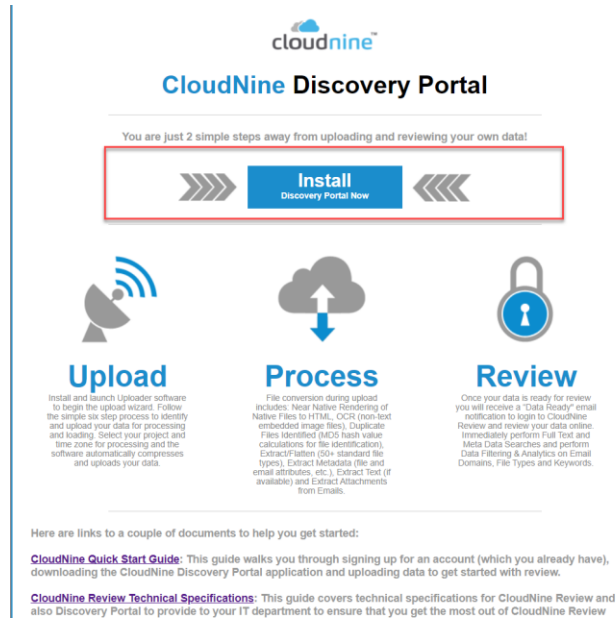 cloudnine™
CloudNine Discovery Portal
You are just 2 simple steps away from uploading and reviewing your own data!
Install
Discovery Portal Now
Upload
Install and launch Uploader software
to begin the upload wizard. Follow
the simple six step process to identify
and upload your data for processing
and loading. Select your project and
time zone for processing and the
software automatically compresses
and uploads your data.
Process
File conversion during upload
includes: Near Native Rendering of
Native Files to HTML, OCR (non-text
embedded image files), Duplicate
Files Identified (MD5 hash value
calculations for file identification),
Extract/Flatten (50+ standard file
types), Extract Metadata (file and
email attributes, etc.), Extract Text (if
available) and Extract Attachments
from Emails.
Review
Once your data is ready for review
you will receive a "Data Ready" email
notification to login to CloudNine
Review and review your data online.
Immediately perform Full Text and
Meta Data Searches and perform
Data Filtering & Analytics on Email
Domains, File Types and Keywords.
Here are links to a couple of documents to help you get started:
CloudNine Quick Start Guide: This guide walks you through signing up for an account (which you already have),
downloading the CloudNine Discovery Portal application and uploading data to get started with review.
CloudNine Review Technical Specifications: This guide covers technical specifications for CloudNine Review and
also Discovery Portal to provide to your IT department to ensure that you get the most out of CloudNine Review